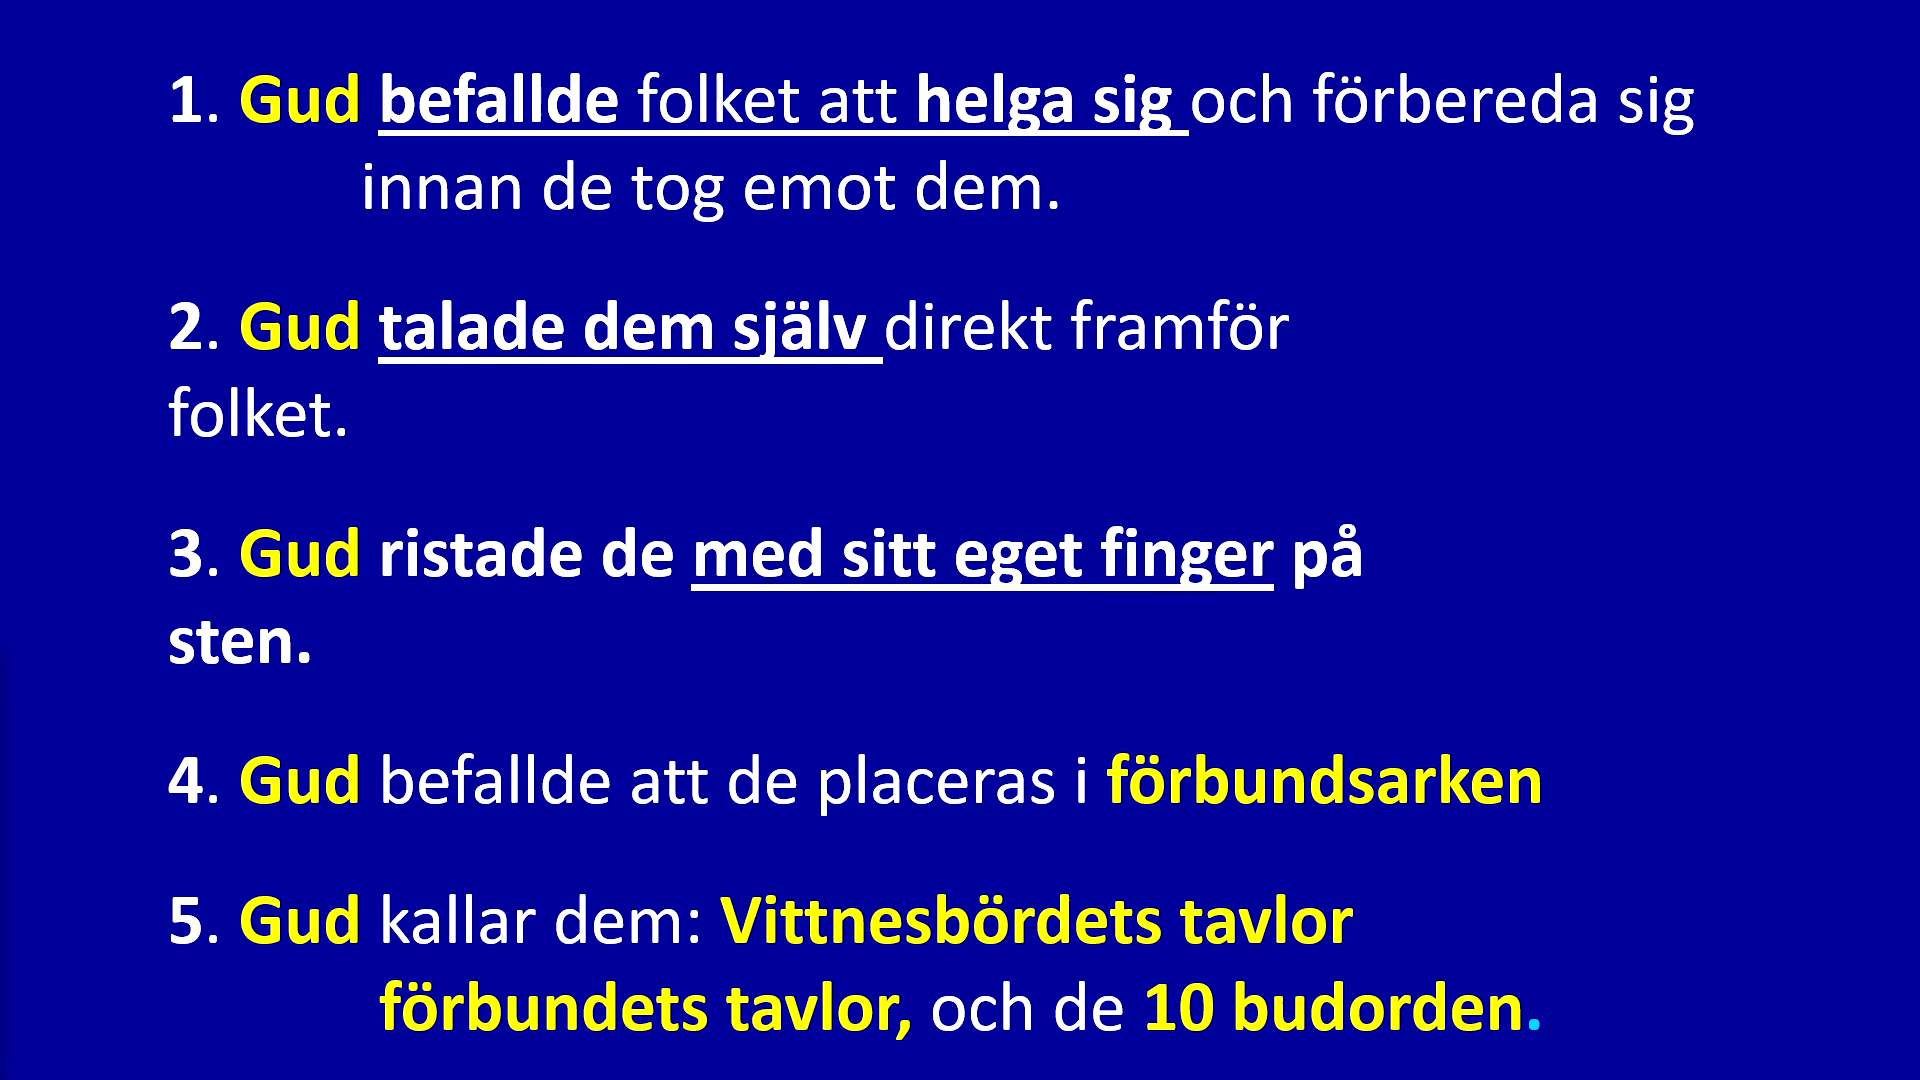 1. Gud befallde folket att helga sig och förbereda sig
innan de tog emot dem.
2. Gud talade dem själv direkt framför
folket.
3. Gud ristade de med sitt eget finger på
sten.
4. Gud befallde att de placeras i förbundsarken
5. Gud kallar dem: Vittnesbördets tavlor
förbundets tavlor, och de 10 budorden.